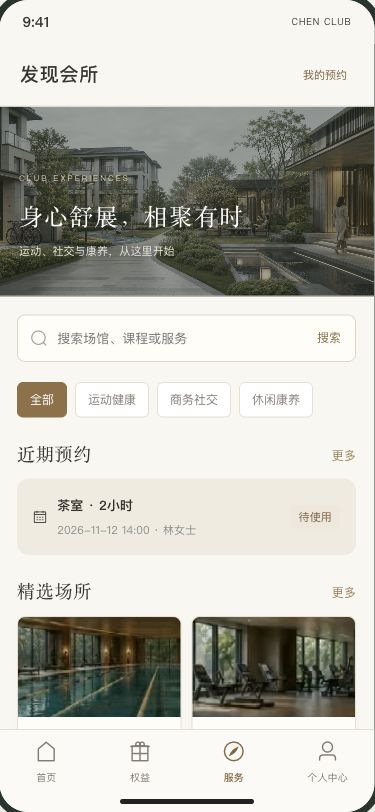 9:41
CHEN CLUB
发现会所
我的预约
CLUB EXPERIENCES
身心舒展，相聚有时
运动、社交与康养，从这里开始
搜索场馆、课程或服务
搜索
全部
运动健康
商务社交
休闲康养
近期预约
更多
茶室 · 2小时
2026-11-12 14:00 · 林女士
待使用
精选场所
更多
首页
权益
服务
个人中心